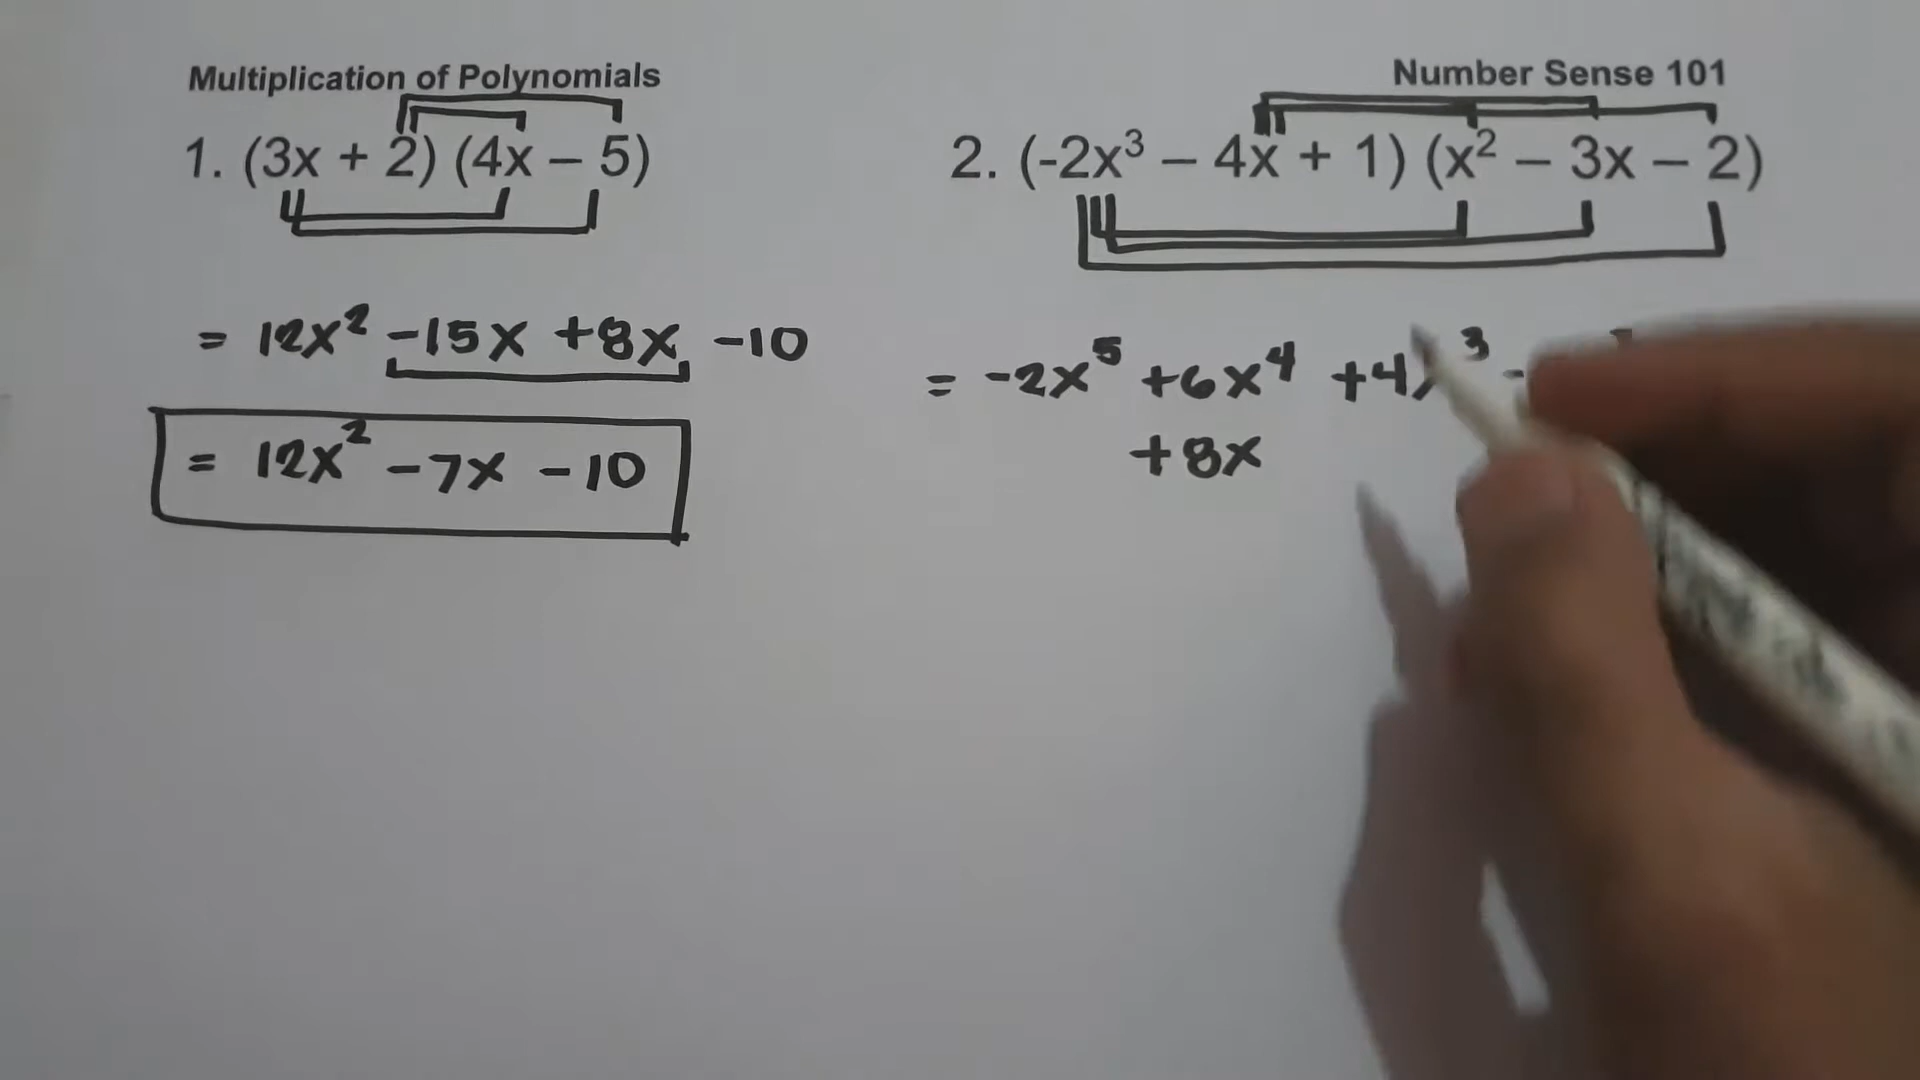 Multiplication of Polynomials
Number Sense 101
1. (3x + 2) (4x – 5)
= 12x² -15x +8x -10
= 12x² -7x -10
2. (-2x³ – 4x + 1) (x² – 3x – 2)
= -2x⁵ +6x⁴ +4x³ -
+8x